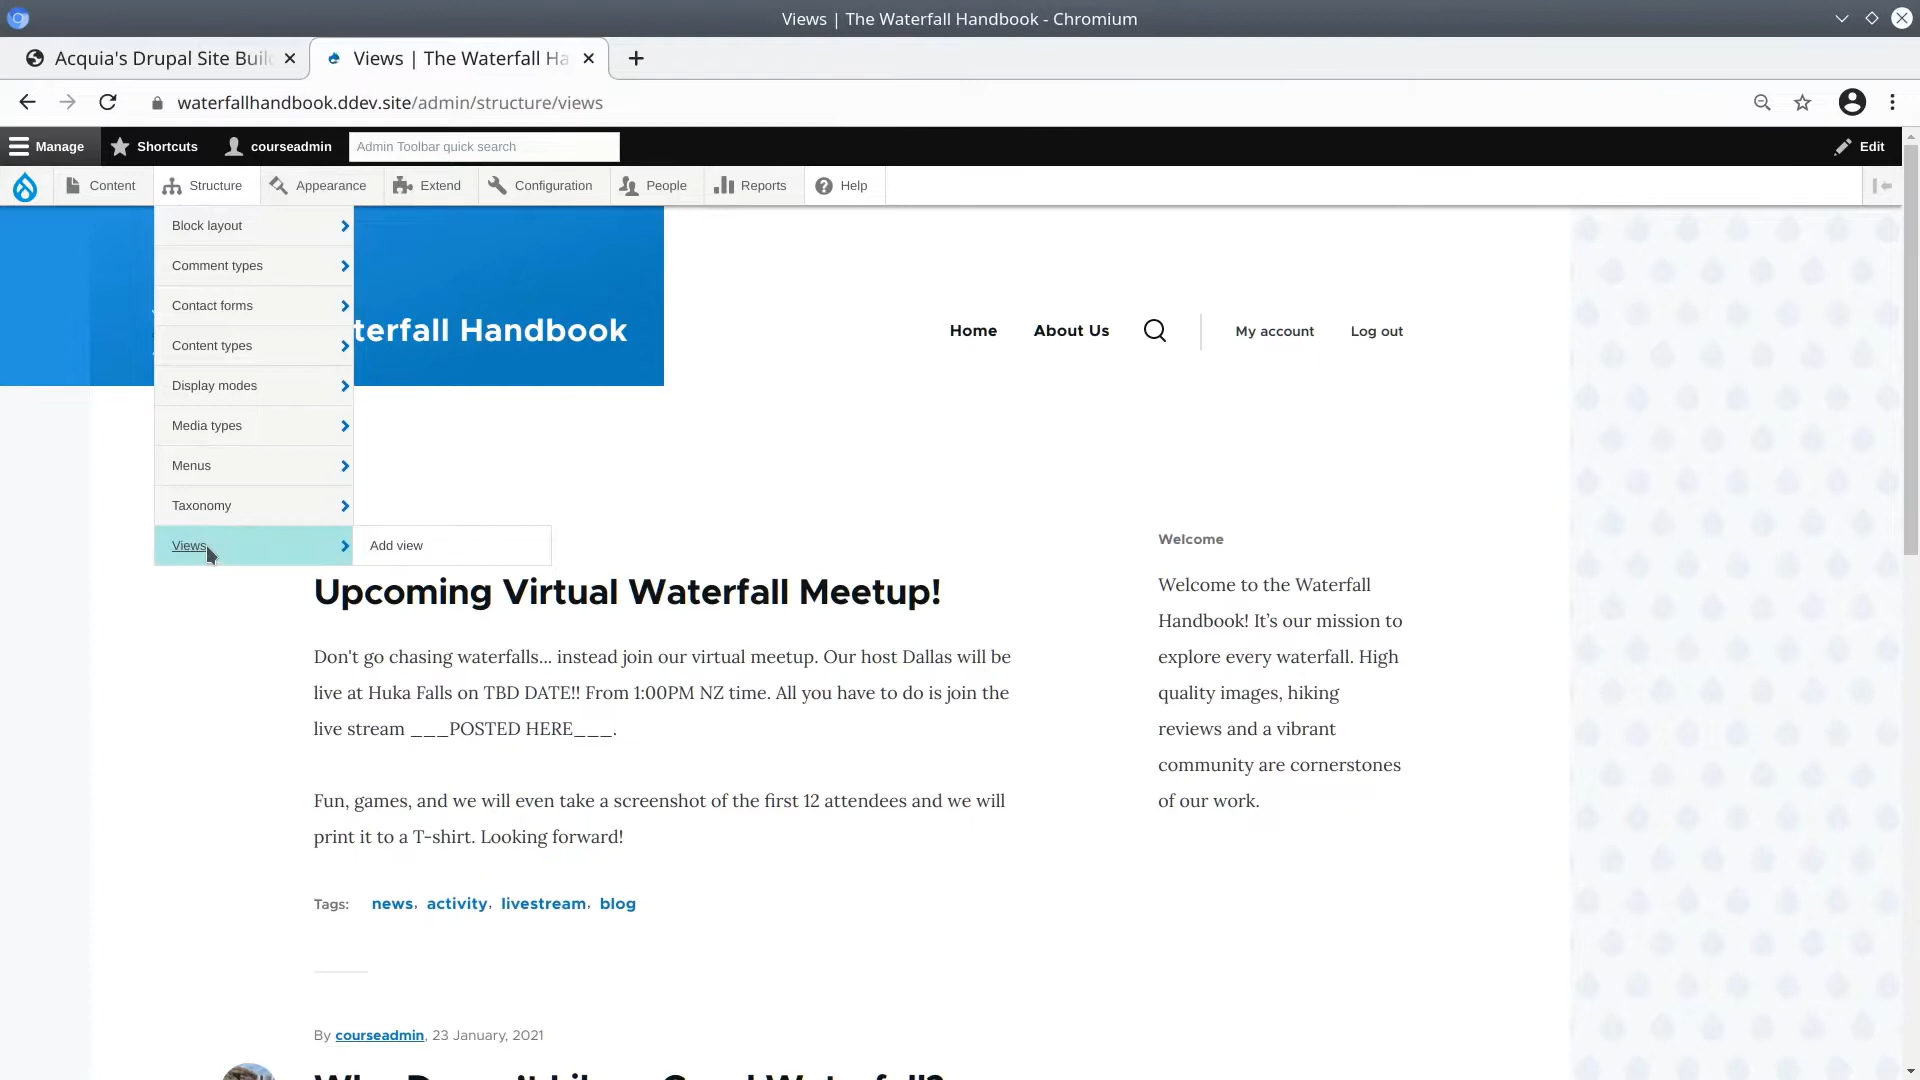 Views | The Waterfall Handbook - Chromium
Acquia's Drupal Site Buil
Views | The Waterfall Ha
waterfallhandbook.ddev.site/admin/structure/views
Manage
Shortcuts
courseadmin
Admin Toolbar quick search
Edit
Content
Structure
Appearance
Extend
Configuration
People
Reports
Help
Block layout
Comment types
Contact forms
Content types
Display modes
Media types
Menus
Taxonomy
Views
Add view
terfall Handbook
Home
About Us
My account
Log out
Upcoming Virtual Waterfall Meetup!
Don't go chasing waterfalls... instead join our virtual meetup. Our host Dallas will be
live at Huka Falls on TBD DATE!! From 1:00PM NZ time. All you have to do is join the
live stream ___POSTED HERE___.
Fun, games, and we will even take a screenshot of the first 12 attendees and we will
print it to a T-shirt. Looking forward!
Tags: news, activity, livestream, blog
By courseadmin, 23 January, 2021
Welcome
Welcome to the Waterfall
Handbook! It's our mission to
explore every waterfall. High
quality images, hiking
reviews and a vibrant
community are cornerstones
of our work.